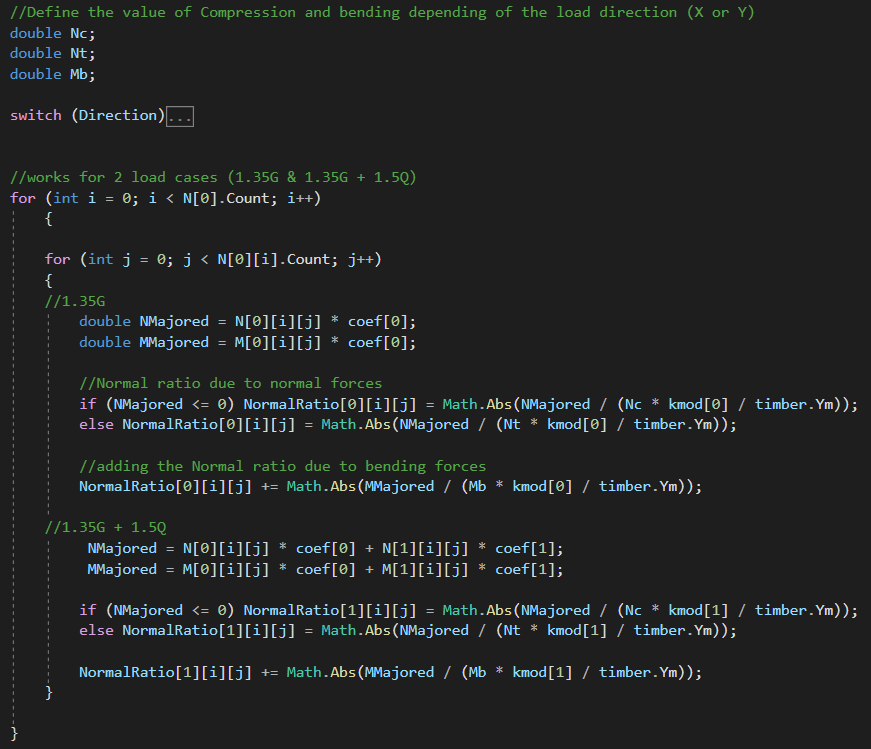 //Define the value of Compression and bending depending of the load direction (X or Y)
double Nc;
double Nt;
double Mb;
switch (Direction)...
//works for 2 load cases (1.35G & 1.35G + 1.5Q)
for (int i = 0; i < N[0].Count; i++)
{
for (int j = 0; j < N[0][i].Count; j++)
{
//1.35G
double NMajored = N[0][i][j] * coef[0];
double MMajored = M[0][i][j] * coef[0];
//Normal ratio due to normal forces
if (NMajored <= 0) NormalRatio[0][i][j] = Math.Abs(NMajored / (Nc * kmod[0] / timber.Ym));
else NormalRatio[0][i][j] = Math.Abs(NMajored / (Nt * kmod[0] / timber.Ym));
//adding the Normal ratio due to bending forces
NormalRatio[0][i][j] += Math.Abs(MMajored / (Mb * kmod[0] / timber.Ym));
//1.35G + 1.5Q
NMajored = N[0][i][j] * coef[0] + N[1][i][j] * coef[1];
MMajored = M[0][i][j] * coef[0] + M[1][i][j] * coef[1];
if (NMajored <= 0) NormalRatio[1][i][j] = Math.Abs(NMajored / (Nc * kmod[1] / timber.Ym));
else NormalRatio[1][i][j] = Math.Abs(NMajored / (Nt * kmod[1] / timber.Ym));
NormalRatio[1][i][j] += Math.Abs(MMajored / (Mb * kmod[1] / timber.Ym));
}
}